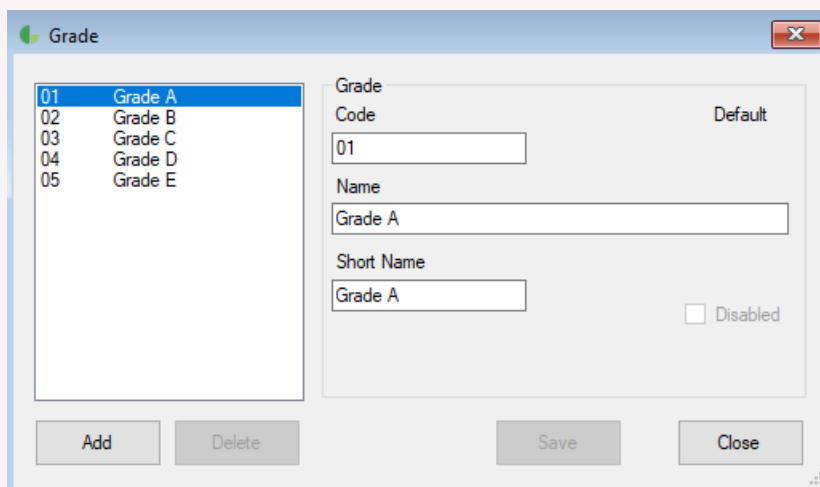 Grade
01 Grade A
02 Grade B
03 Grade C
04 Grade D
05 Grade E
Grade
Code Default
01
Name
Grade A
Short Name
Grade A
Disabled
Add Delete Save Close